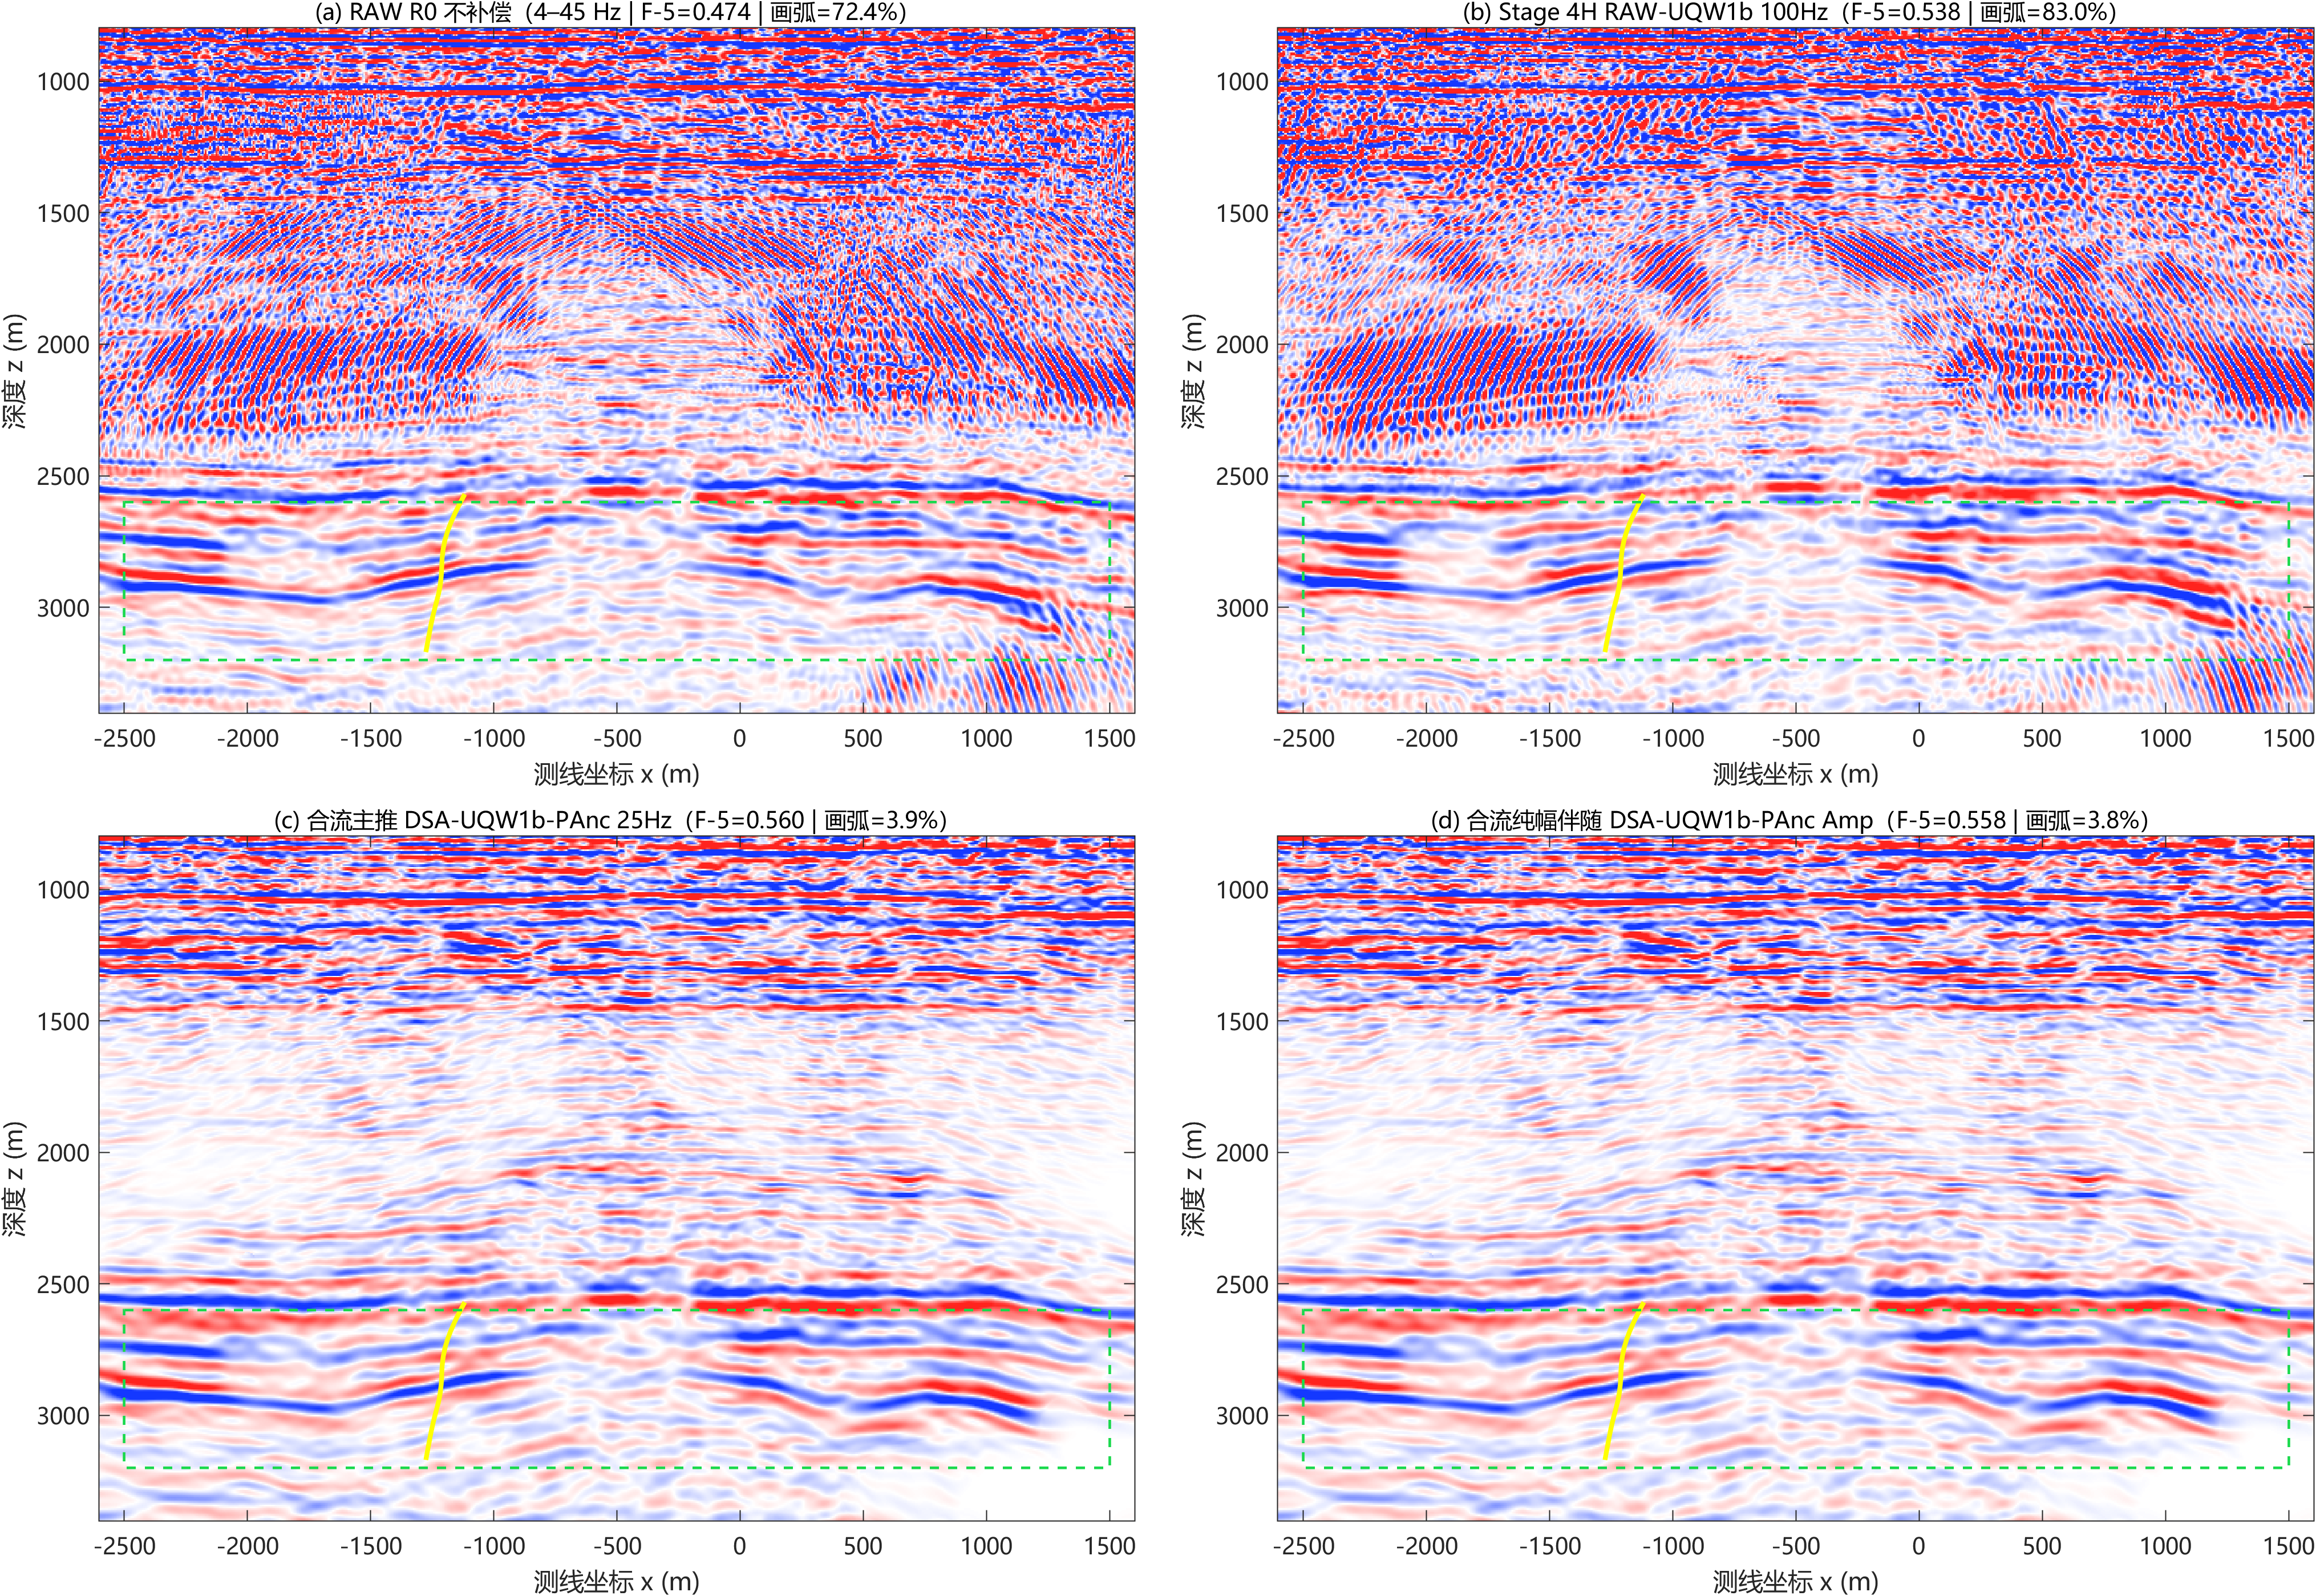 (a) RAW R0 不补偿（4–45 Hz | F-5=0.474 | 画弧=72.4%）
1000
1500
2000
2500
3000
深度 z (m)
-2500 -2000 -1500 -1000 -500 0 500 1000 1500
测线坐标 x (m)
(b) Stage 4H RAW-UQW1b 100Hz（F-5=0.538 | 画弧=83.0%）
1000
1500
2000
2500
3000
深度 z (m)
-2500 -2000 -1500 -1000 -500 0 500 1000 1500
测线坐标 x (m)
(c) 合流主推 DSA-UQW1b-PAnc 25Hz（F-5=0.560 | 画弧=3.9%）
1000
1500
2000
2500
3000
深度 z (m)
-2500 -2000 -1500 -1000 -500 0 500 1000 1500
测线坐标 x (m)
(d) 合流纯幅伴随 DSA-UQW1b-PAnc Amp（F-5=0.558 | 画弧=3.8%）
1000
1500
2000
2500
3000
深度 z (m)
-2500 -2000 -1500 -1000 -500 0 500 1000 1500
测线坐标 x (m)